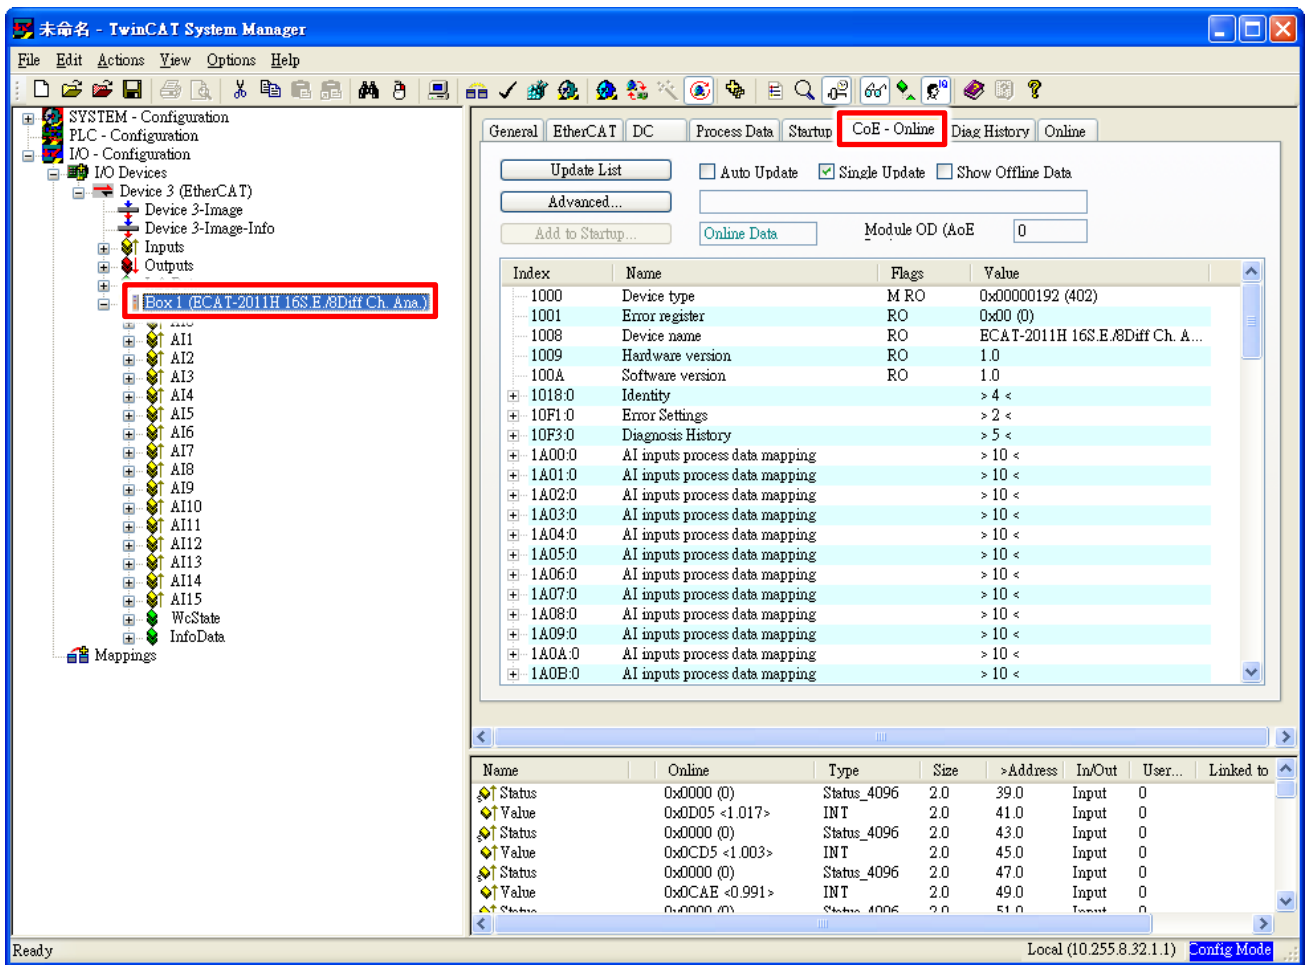 未命名 - TwinCAT System Manager
File Edit Actions View Options Help
SYSTEM - Configuration
PLC - Configuration
I/O - Configuration
I/O Devices
Device 3 (EtherCAT)
Device 3-Image
Device 3-Image-Info
Inputs
Outputs
Box 1 (ECAT-2011H 16S.E./8Diff Ch. Ana.)
AI1
AI2
AI3
AI4
AI5
AI6
AI7
AI8
AI9
AI10
AI11
AI12
AI13
AI14
AI15
WcState
InfoData
Mappings
General EtherCAT DC Process Data Startup CoE - Online Diag History Online
Update List Auto Update Single Update Show Offline Data
Advanced...
Add to Startup... Online Data Module OD (AoE 0
Index Name Flags Value
1000 Device type M RO 0x00000192 (402)
1001 Error register RO 0x00 (0)
1008 Device name RO ECAT-2011H 16S.E./8Diff Ch. A...
1009 Hardware version RO 1.0
100A Software version RO 1.0
1018:0 Identity > 4 <
10F1:0 Error Settings > 2 <
10F3:0 Diagnosis History > 5 <
1A00:0 AI inputs process data mapping > 10 <
1A01:0 AI inputs process data mapping > 10 <
1A02:0 AI inputs process data mapping > 10 <
1A03:0 AI inputs process data mapping > 10 <
1A04:0 AI inputs process data mapping > 10 <
1A05:0 AI inputs process data mapping > 10 <
1A06:0 AI inputs process data mapping > 10 <
1A07:0 AI inputs process data mapping > 10 <
1A08:0 AI inputs process data mapping > 10 <
1A09:0 AI inputs process data mapping > 10 <
1A0A:0 AI inputs process data mapping > 10 <
1A0B:0 AI inputs process data mapping > 10 <
Name Online Type Size >Address In/Out User... Linked to
Status 0x0000 (0) Status_4096 2.0 39.0 Input 0
Value 0x0D05 <1.017> INT 2.0 41.0 Input 0
Status 0x0000 (0) Status_4096 2.0 43.0 Input 0
Value 0x0CD5 <1.003> INT 2.0 45.0 Input 0
Status 0x0000 (0) Status_4096 2.0 47.0 Input 0
Value 0x0CAE <0.991> INT 2.0 49.0 Input 0
Status 0x0000 (0) Status_4096 2.0 51.0 Input 0
Ready Local (10.255.8.32.1.1) Config Mode